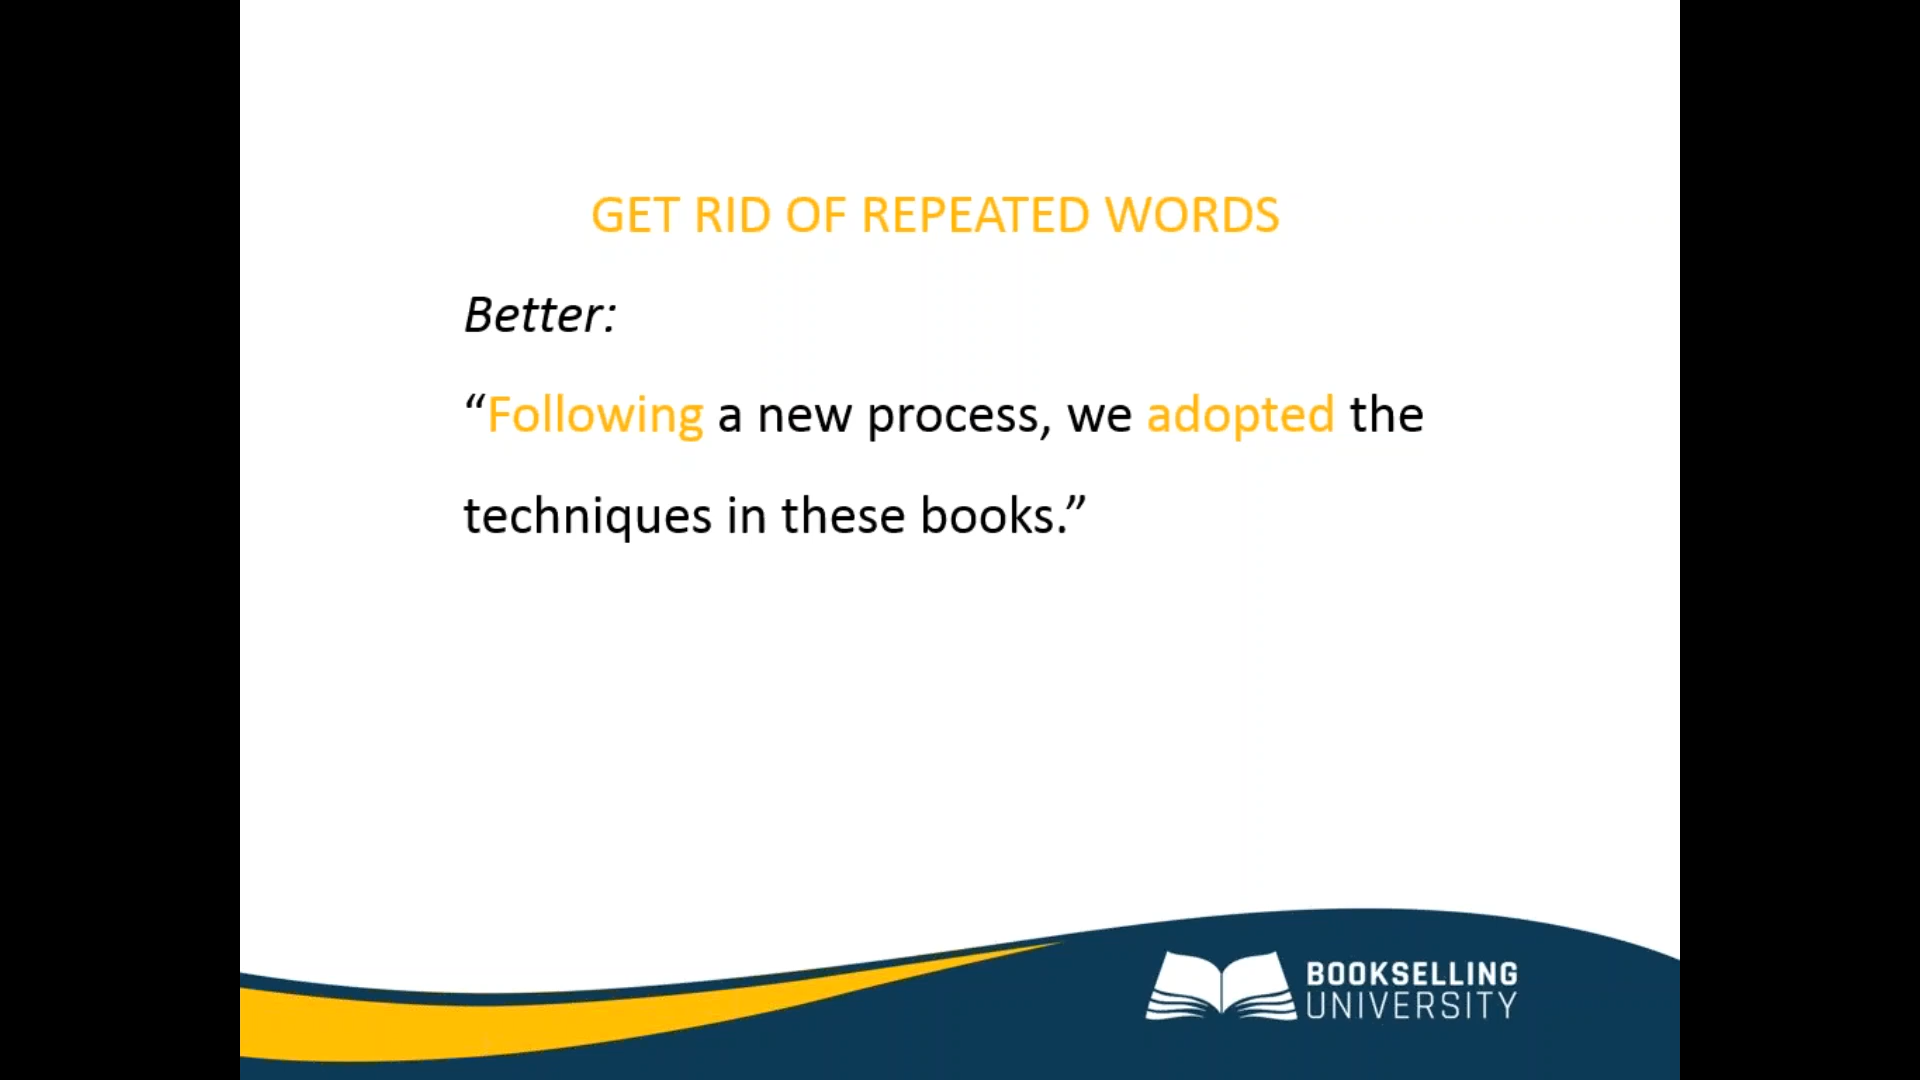 GET RID OF REPEATED WORDS
Better:
“Following a new process, we adopted the
techniques in these books.”
BOOKSELLING
UNIVERSITY